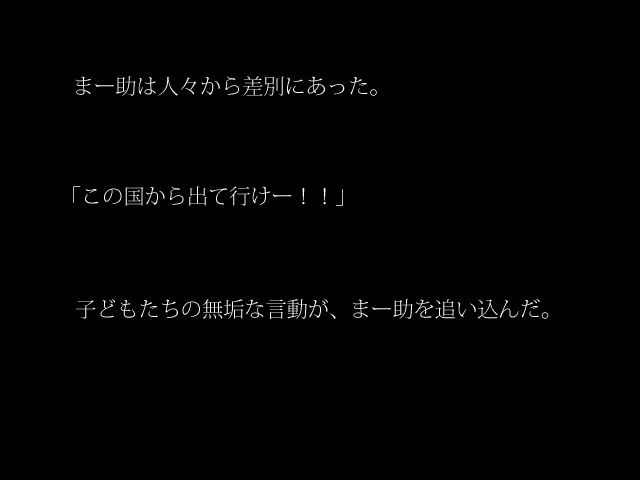 まー助は人々から差別にあった。
「この国から出て行けー！！」
子どもたちの無垢な言動が、まー助を追い込んだ。